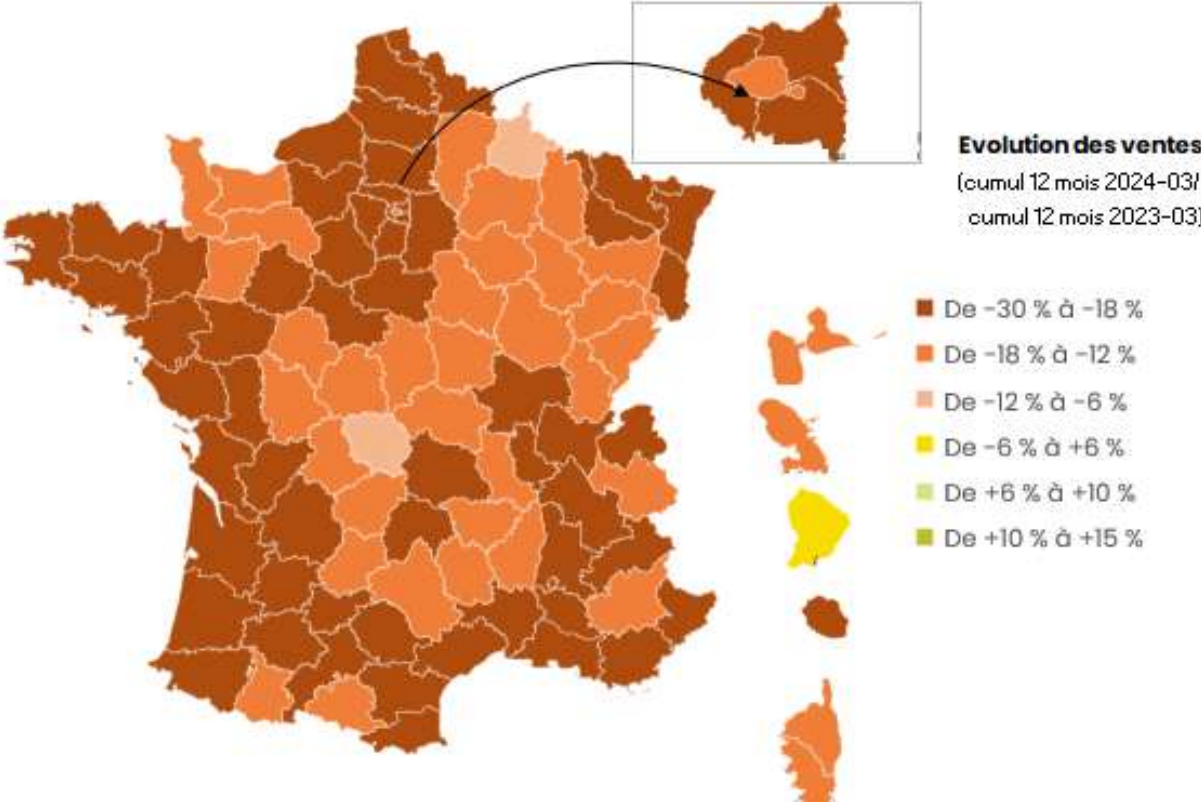 Evolution des ventes
(cumul 12 mois 2024-03/
cumul 12 mois 2023-03)
De -30 % à -18 %
De -18 % à -12 %
De -12 % à -6 %
De -6 % à +6 %
De +6 % à +10 %
De +10 % à +15 %